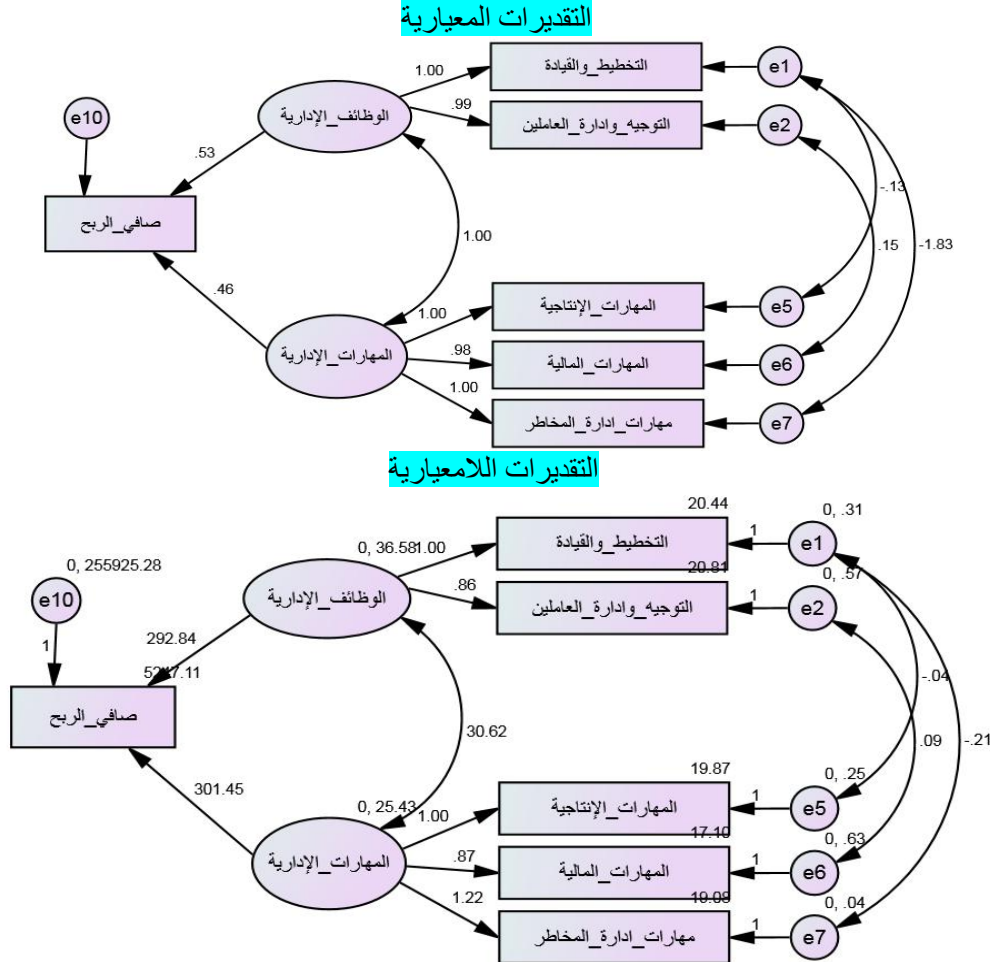 التقديرات المعيارية
التخطيط_والقيادة
e1
1.00
الوظائف_الإدارية
.99
التوجيه_وادارة_العاملين
e2
e10
.53
-.13
صافي_الربح
1.00
.15
-1.83
.46
المهارات_الإنتاجية
e5
1.00
المهارات_الإدارية
.98
المهارات_المالية
e6
1.00
مهارات_ادارة_المخاطر
e7
التقديرات اللامعيارية
20.44
0, .31
التخطيط_والقيادة
1
e1
0, 36.58
1.00
0, 255925.28
الوظائف_الإدارية
20.81
0, .57
e10
.86
التوجيه_وادارة_العاملين
1
e2
1
292.84
5247.11
-.04
صافي_الربح
30.62
.09
-.21
301.45
19.87
0, .25
0, 25.43
1.00
المهارات_الإنتاجية
1
e5
17.10
0, .63
المهارات_الإدارية
.87
المهارات_المالية
1
e6
1.22
19.08
0, .04
مهارات_ادارة_المخاطر
1
e7